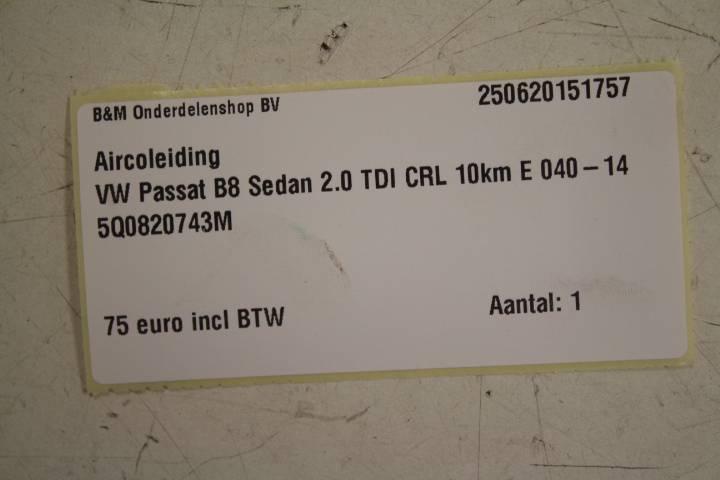 B&M Onderdelenshop BV 250620151757
Aircoleiding
VW Passat B8 Sedan 2.0 TDI CRL 10km E 040-14
5Q0820743M
75 euro incl BTW Aantal: 1